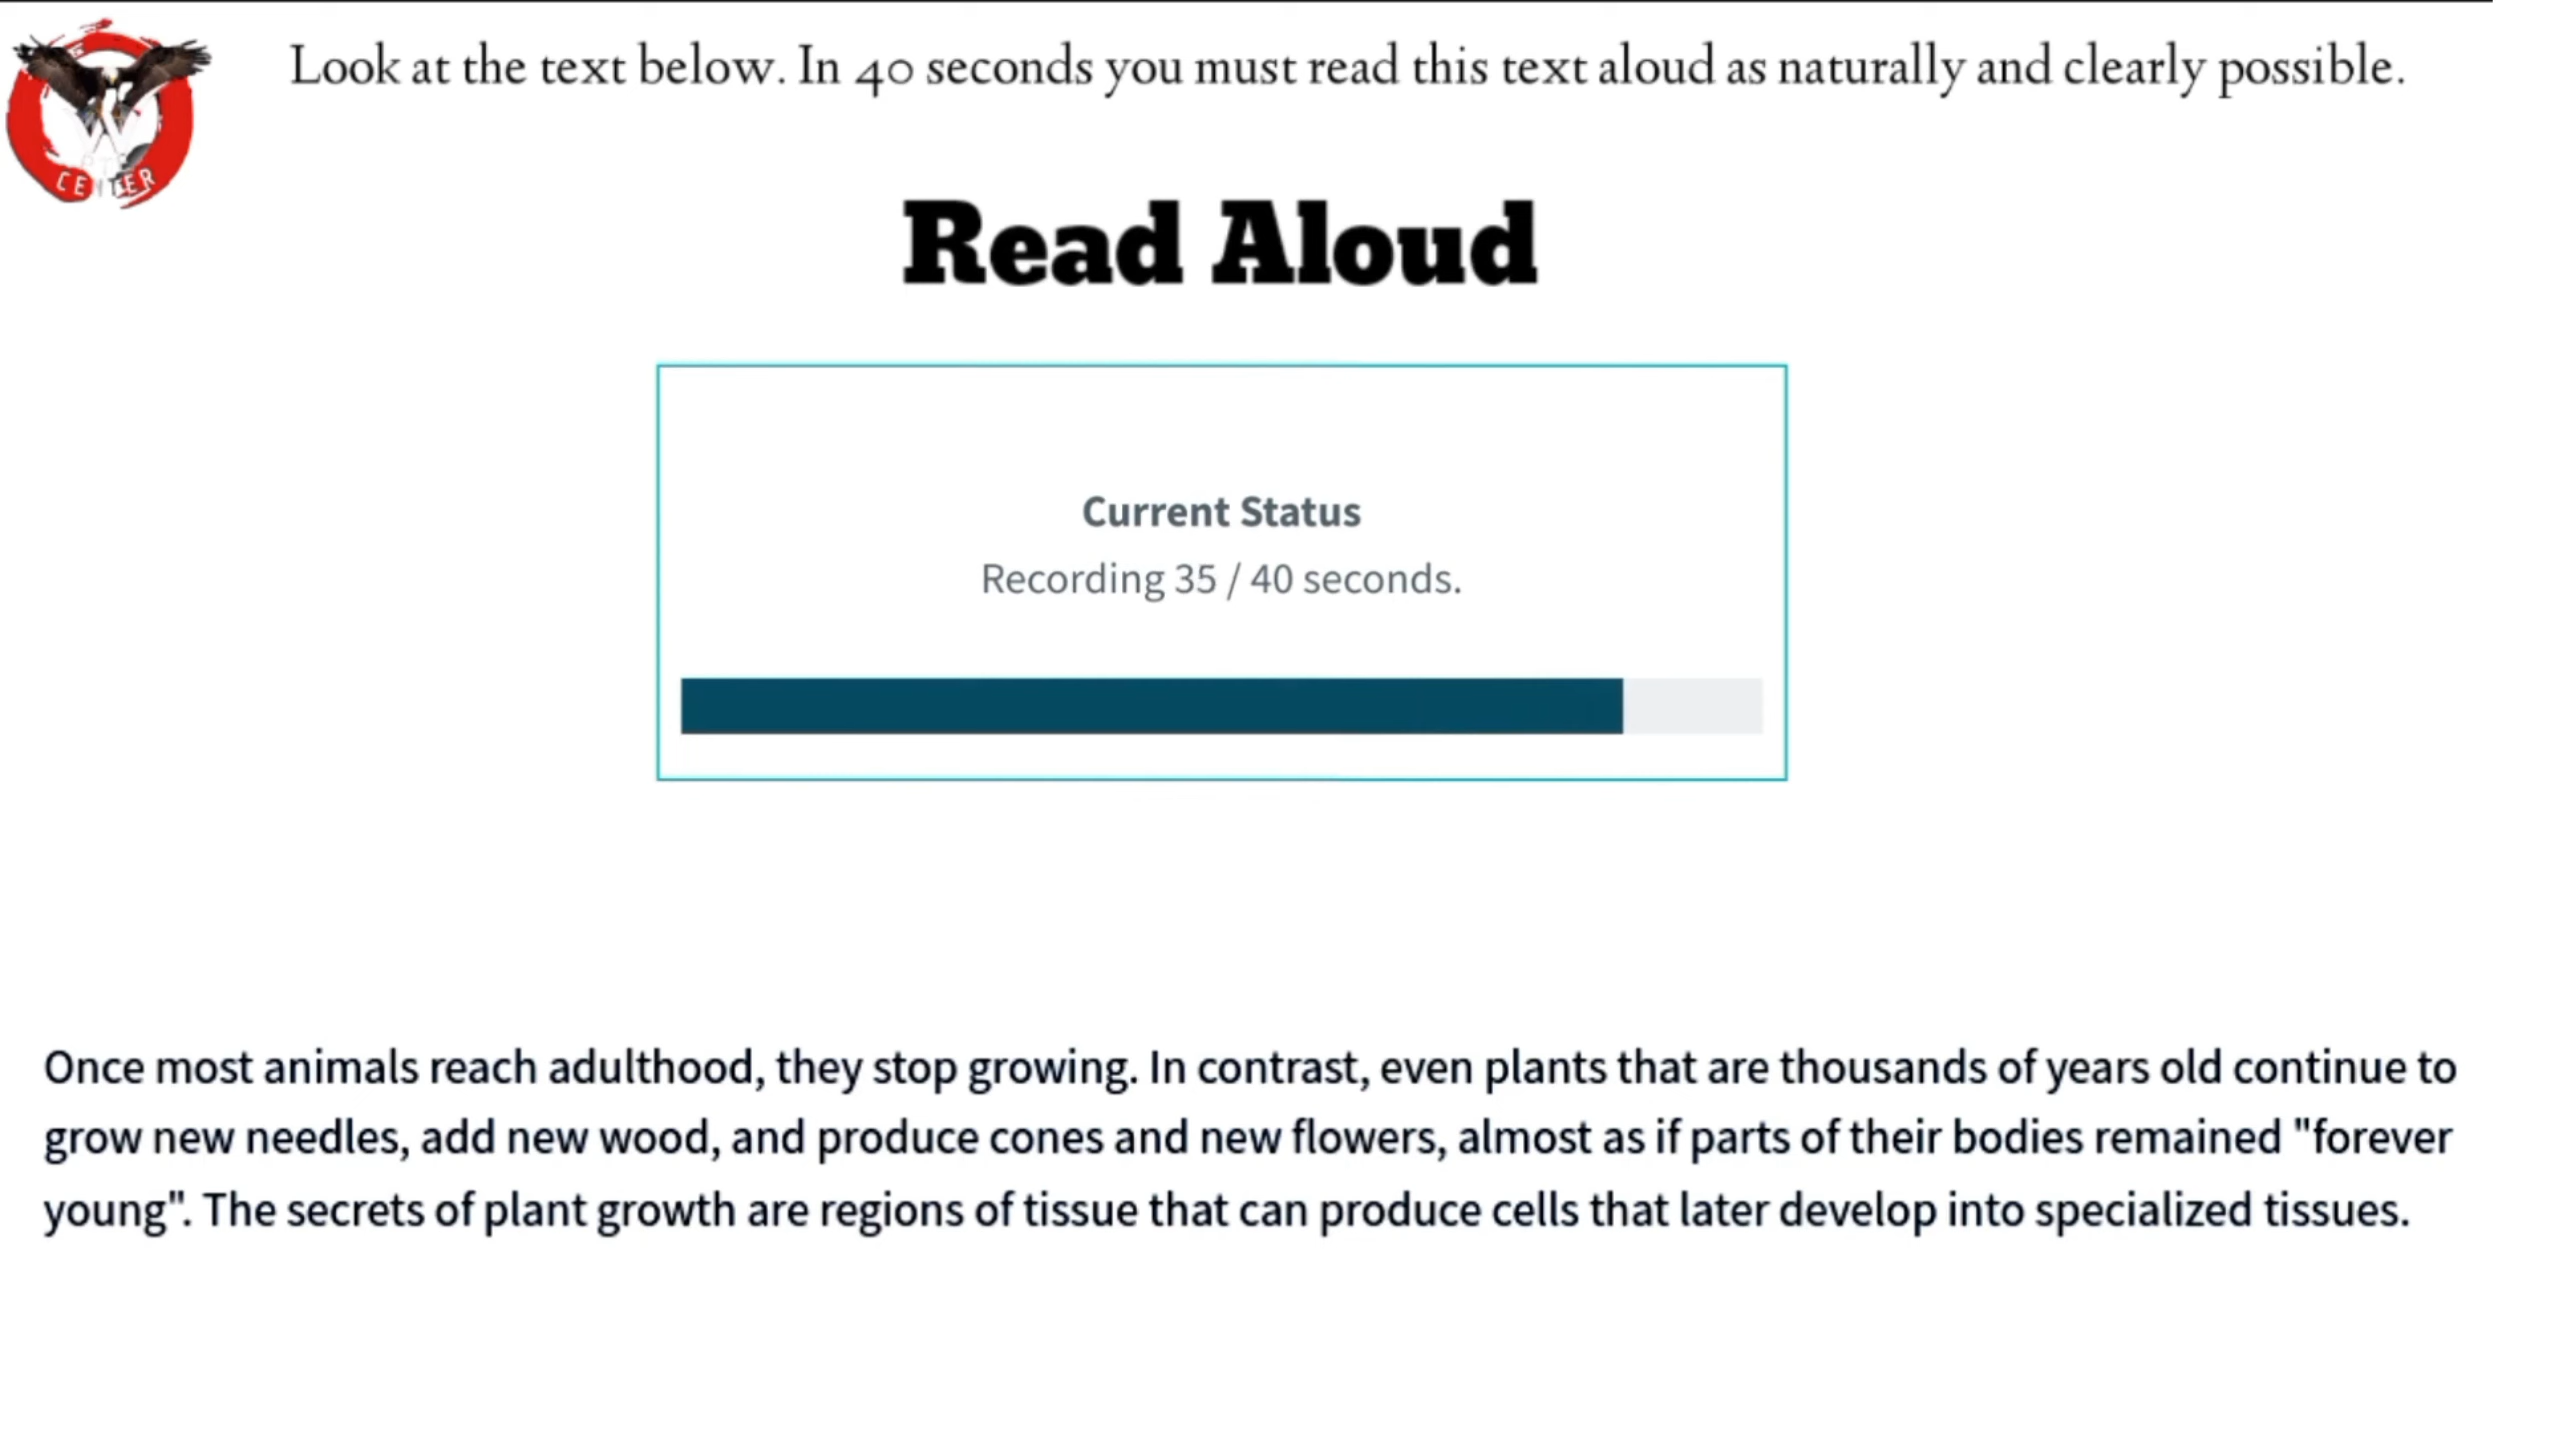 Look at the text below. In 40 seconds you must read this text aloud as naturally and clearly possible.
CENTER
Read Aloud
Current Status
Recording 35 / 40 seconds.
Once most animals reach adulthood, they stop growing. In contrast, even plants that are thousands of years old continue to
grow new needles, add new wood, and produce cones and new flowers, almost as if parts of their bodies remained "forever
young". The secrets of plant growth are regions of tissue that can produce cells that later develop into specialized tissues.